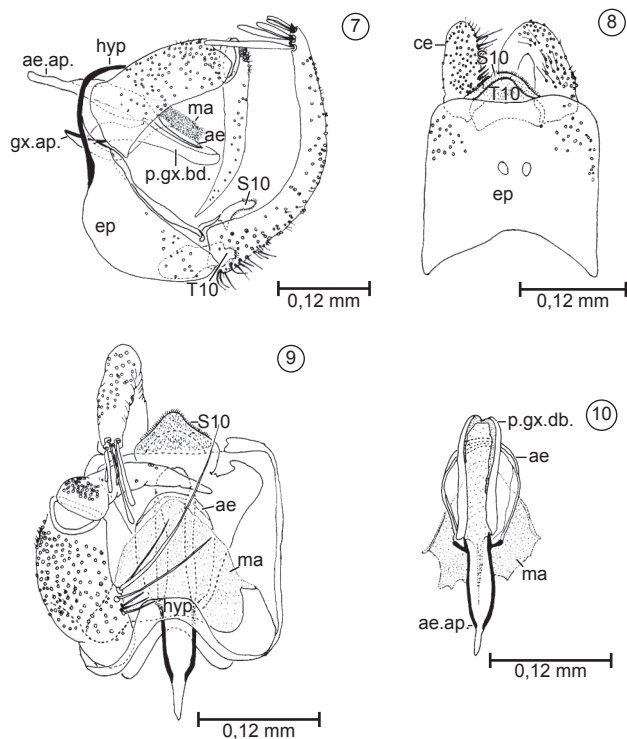 7
hyp
ae.ap.
ma
ae
gx.ap.
p.gx.bd.
S10
ep
T10
0,12 mm
8
ce
S10
T10
ep
0,12 mm
9
S10
ae
ma
hyp
0,12 mm
10
p.gx.db.
ae
ma
ae.ap.
0,12 mm